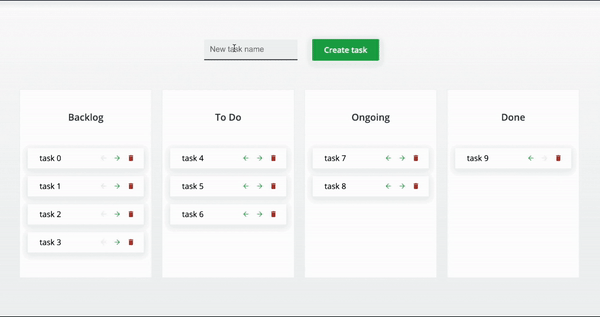 New task name
Create task
Backlog
task 0
task 1
task 2
task 3
To Do
task 4
task 5
task 6
Ongoing
task 7
task 8
Done
task 9